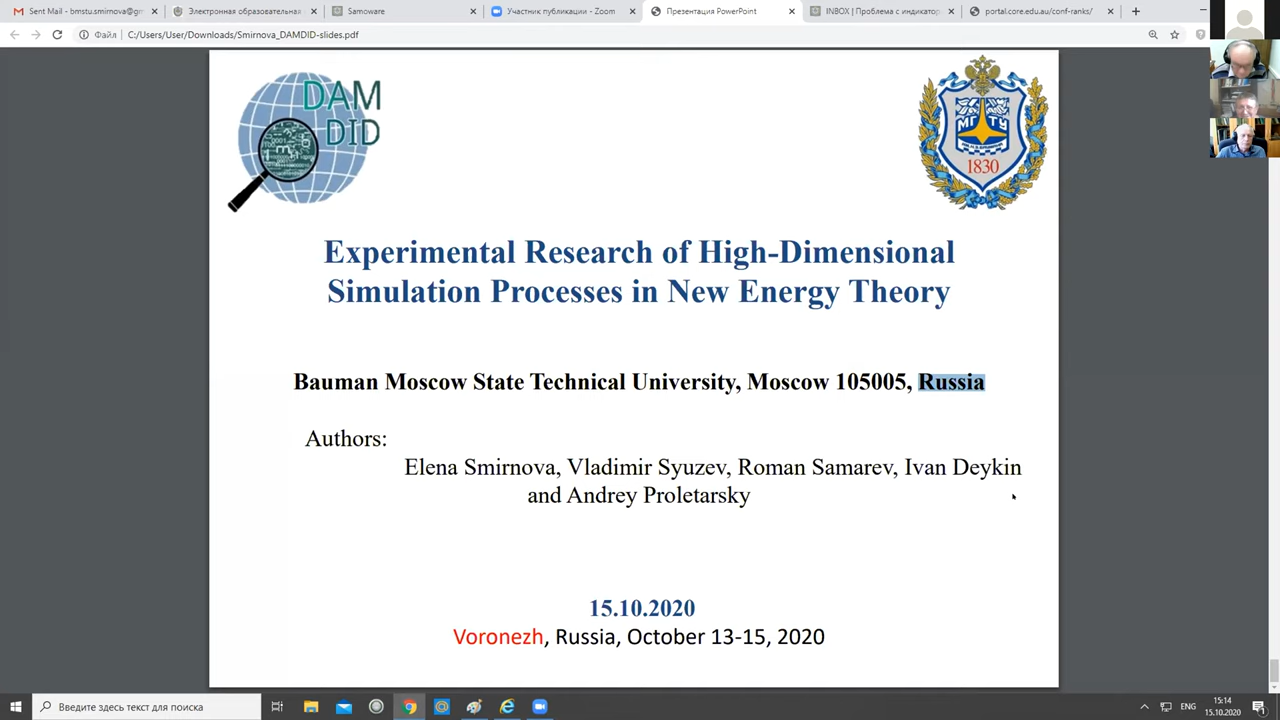 Sent Mail - bmstu.smirnova@gm
Электронная образовательная
Samoware
Участник публикации - Zoom
Презентация PowerPoint
INBOX | Проблема с индикатор
portal.core.edu.au/conf-ranks/
Файл
C:/Users/User/Downloads/Smirnova_DAMDID-slides.pdf
DAM
DID
МГТУ
1830
Experimental Research of High-Dimensional
Simulation Processes in New Energy Theory
Bauman Moscow State Technical University, Moscow 105005, Russia
Authors:
Elena Smirnova, Vladimir Syuzev, Roman Samarev, Ivan Deykin
and Andrey Proletarsky
15.10.2020
Voronezh, Russia, October 13-15, 2020
Введите здесь текст для поиска
ENG
15:14
15.10.2020
1